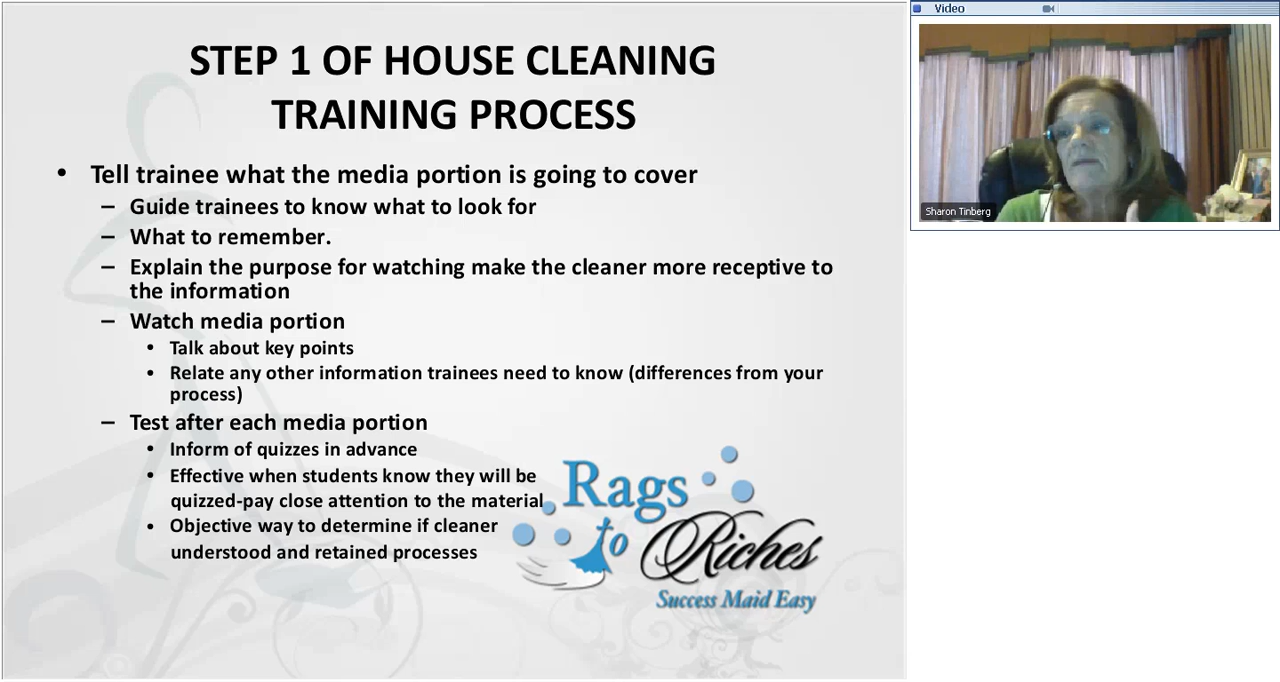 STEP 1 OF HOUSE CLEANING
TRAINING PROCESS
• Tell trainee what the media portion is going to cover
– Guide trainees to know what to look for
– What to remember.
– Explain the purpose for watching make the cleaner more receptive to
the information
– Watch media portion
• Talk about key points
• Relate any other information trainees need to know (differences from your
process)
– Test after each media portion
• Inform of quizzes in advance
• Effective when students know they will be
quizzed-pay close attention to the material
• Objective way to determine if cleaner
understood and retained processes
Rags
to Riches
Success Maid Easy
Video
Sharon Tinberg